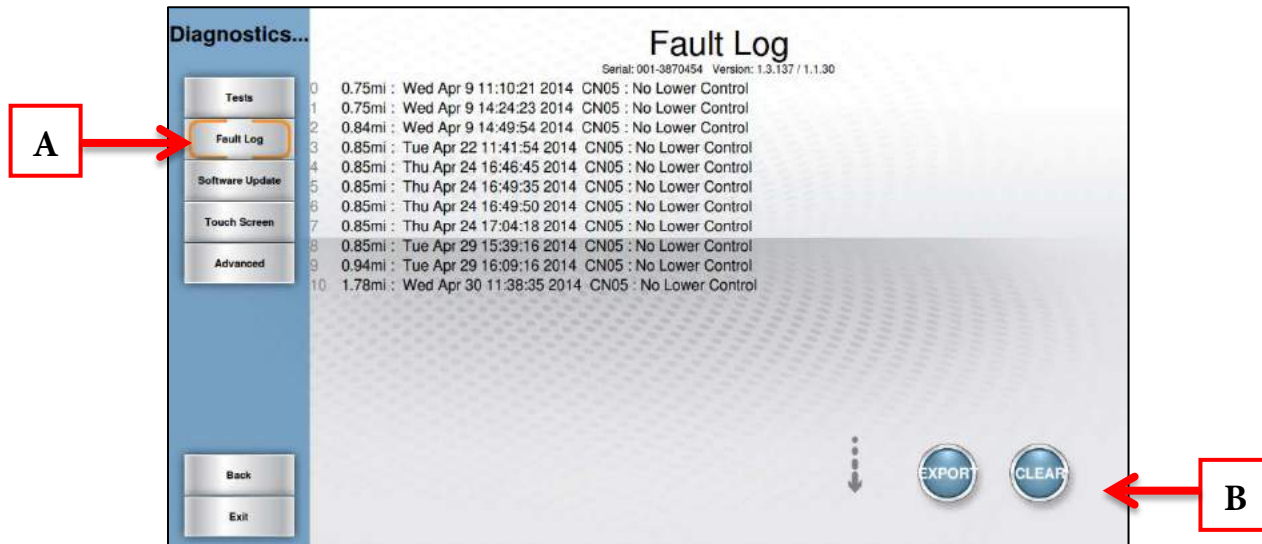 Diagnostics...
Fault Log
Serial: 001-3870454 Version: 1.3.137 / 1.1.30
Tests
Fault Log
Software Update
Touch Screen
Advanced
Back
Exit
0 0.75mi : Wed Apr 9 11:10:21 2014 CN05 : No Lower Control
1 0.75mi : Wed Apr 9 14:24:23 2014 CN05 : No Lower Control
2 0.84mi : Wed Apr 9 14:49:54 2014 CN05 : No Lower Control
3 0.85mi : Tue Apr 22 11:41:54 2014 CN05 : No Lower Control
4 0.85mi : Thu Apr 24 16:46:45 2014 CN05 : No Lower Control
5 0.85mi : Thu Apr 24 16:49:35 2014 CN05 : No Lower Control
6 0.85mi : Thu Apr 24 16:49:50 2014 CN05 : No Lower Control
7 0.85mi : Thu Apr 24 17:04:18 2014 CN05 : No Lower Control
8 0.85mi : Tue Apr 29 15:39:16 2014 CN05 : No Lower Control
9 0.94mi : Tue Apr 29 16:09:16 2014 CN05 : No Lower Control
10 1.78mi : Wed Apr 30 11:38:35 2014 CN05 : No Lower Control
EXPORT
CLEAR
A
B